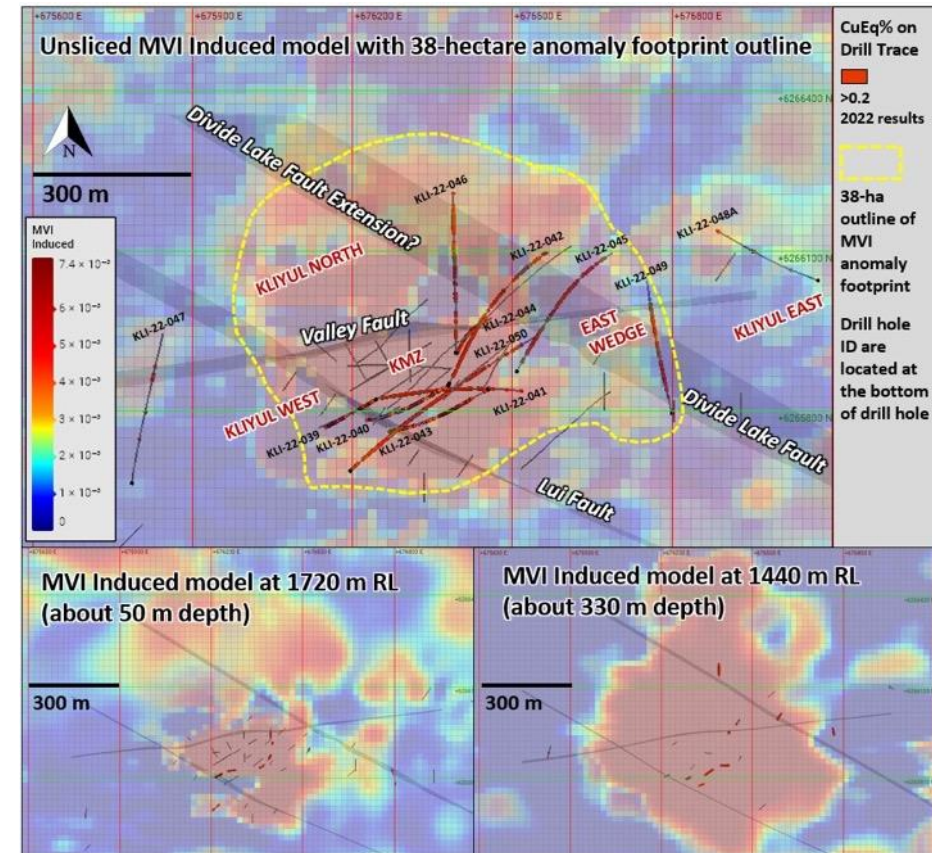 +675600 E
+675900 E
+676200 E
+676500 E
+676800 E
Unsliced MVI Induced model with 38-hectare anomaly footprint outline
+6266400 N
Divide Lake Fault Extension?
N
300 m
KLI-22-046
KLI-22-042
KLI-22-045
KLI-22-048A
+6266100 N
KLI-22-049
KLIYUL NORTH
KLIYUL EAST
MVI
Induced
7.4 × 10⁻³
6 × 10⁻³
5 × 10⁻³
4 × 10⁻³
3 × 10⁻³
2 × 10⁻³
1 × 10⁻³
0
KLI-22-047
Valley Fault
KLI-22-044
KLI-22-050
EAST
WEDGE
KMZ
KLIYUL WEST
KLI-22-041
KLI-22-039
KLI-22-040
KLI-22-043
+6265800 N
Divide Lake Fault
Lui Fault
CuEq% on
Drill Trace
>0.2
2022 results
38-ha
outline of
MVI
anomaly
footprint
Drill hole
ID are
located at
the bottom
of drill hole
MVI Induced model at 1720 m RL
(about 50 m depth)
300 m
MVI Induced model at 1440 m RL
(about 330 m depth)
300 m